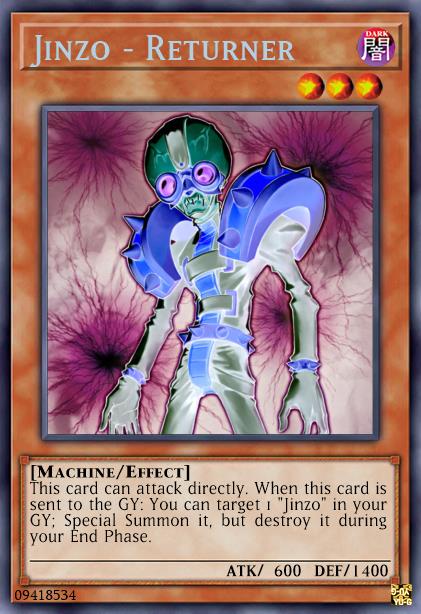 JINZO - RETURNER
DARK
闇
[MACHINE/EFFECT]
This card can attack directly. When this card is
sent to the GY: You can target 1 "Jinzo" in your
GY; Special Summon it, but destroy it during
your End Phase.
ATK/ 600 DEF/1400
09418534